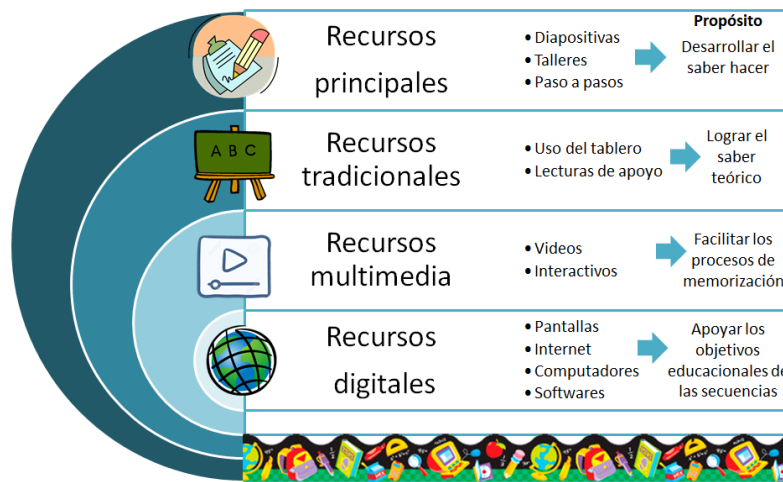 Propósito
Recursos
principales
• Diapositivas
• Talleres
• Paso a pasos
Desarrollar el
saber hacer
A B C
Recursos
tradicionales
• Uso del tablero
• Lecturas de apoyo
Lograr el
saber
teórico
Recursos
multimedia
• Videos
• Interactivos
Facilitar los
procesos de
memorización
Recursos
digitales
• Pantallas
• Internet
• Computadores
• Softwares
Apoyar los
objetivos
educacionales de
las secuencias